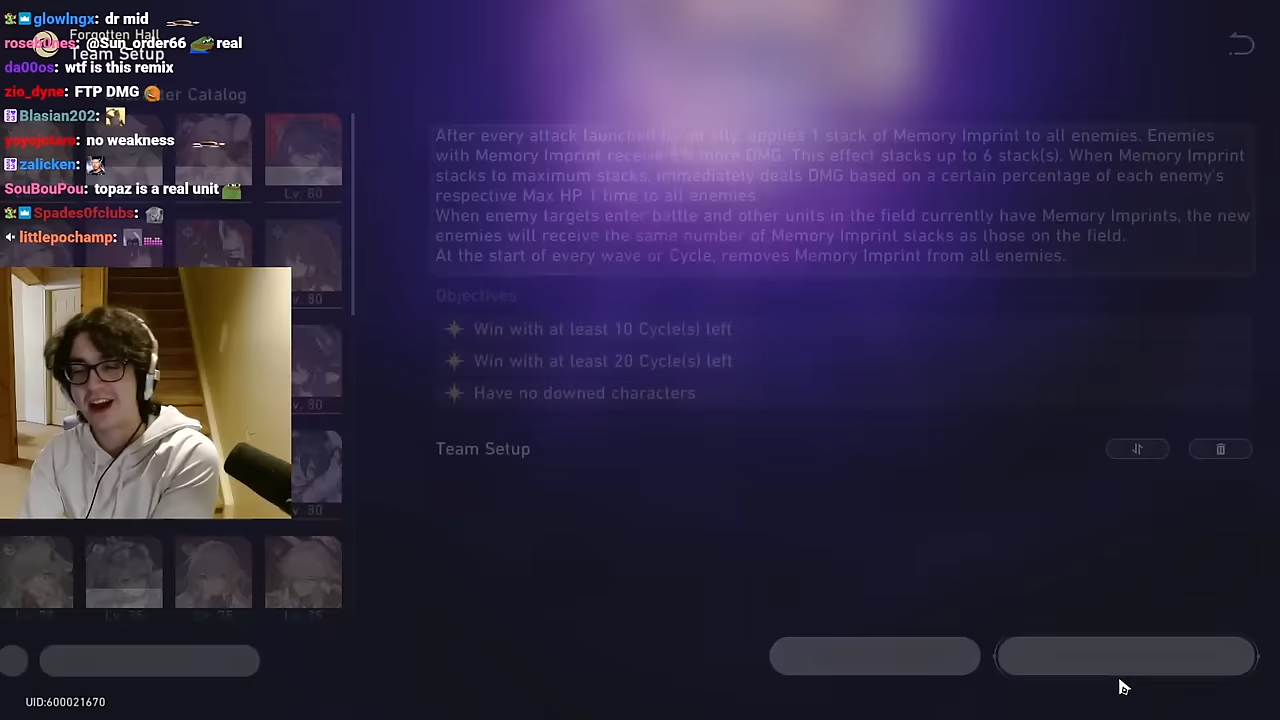 glowlngx: dr mid
Forgotten Hall
rosebones: @Sun_order66 real
Team Setup
da00os: wtf is this remix
zio_dyne: FTP DMG
Character Catalog
Blasian202:
yoyojotaro: no weakness
zalicken:
SouBouPou: topaz is a real unit
Lv. 80
Spades0fclubs:
littlepochamp:
Lv. 80
Lv. 80
Lv. 80
After every attack launched by an ally, applies 1 stack of Memory Imprint to all enemies. Enemies
with Memory Imprint receive more DMG. This effect stacks up to 6 stack(s). When Memory Imprint
stacks to maximum stacks, immediately deals DMG based on a certain percentage of each enemy's
respective Max HP 1 time to all enemies.
When enemy targets enter battle and other units in the field currently have Memory Imprints, the new
enemies will receive the same number of Memory Imprint stacks as those on the field.
At the start of every wave or Cycle, removes Memory Imprint from all enemies.
Objectives
Win with at least 10 Cycle(s) left
Win with at least 20 Cycle(s) left
Have no downed characters
Team Setup
UID:600021670